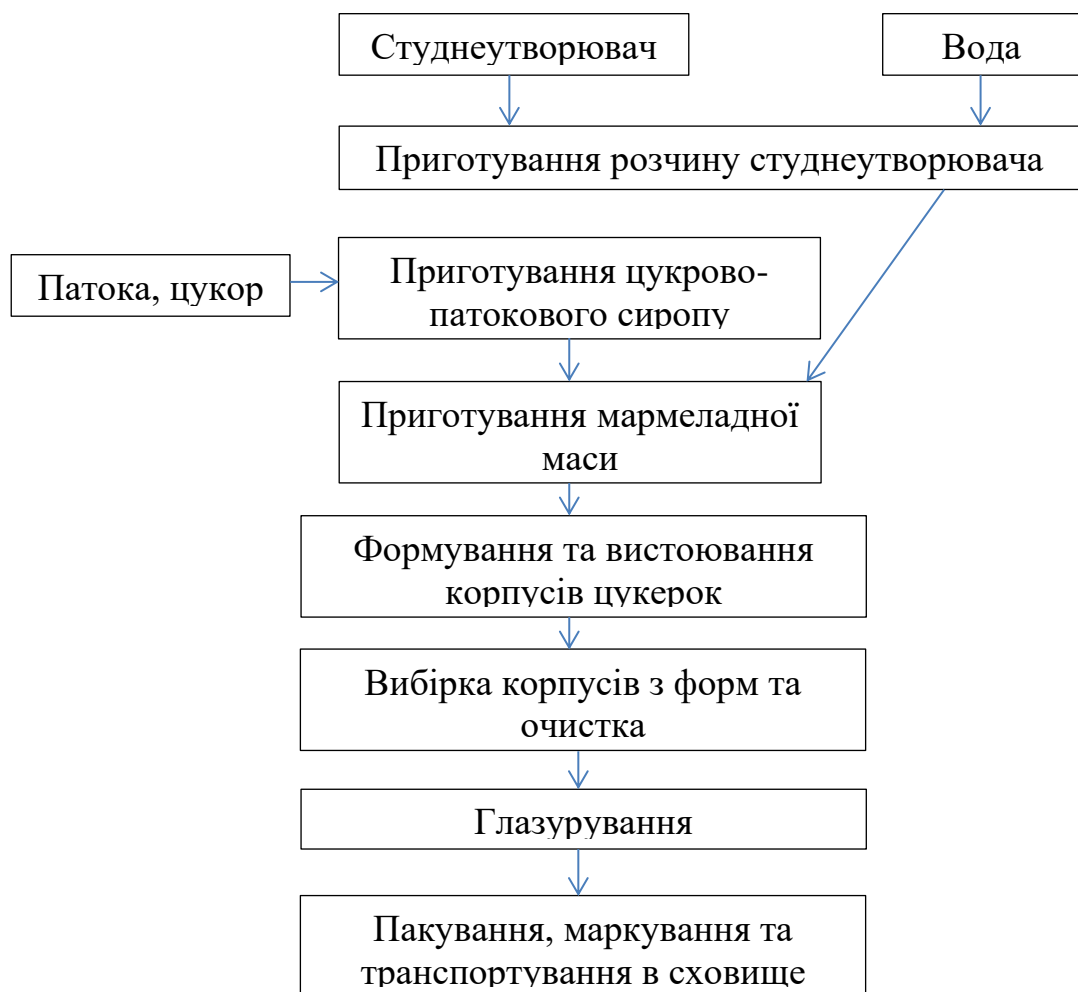 Студнеутворювач
Вода
Приготування розчину студнеутворювача
Патока, цукор
Приготування цукрово-
патокового сиропу
Приготування мармеладної
маси
Формування та вистоювання
корпусів цукерок
Вибірка корпусів з форм та
очистка
Глазурування
Пакування, маркування та
транспортування в сховище